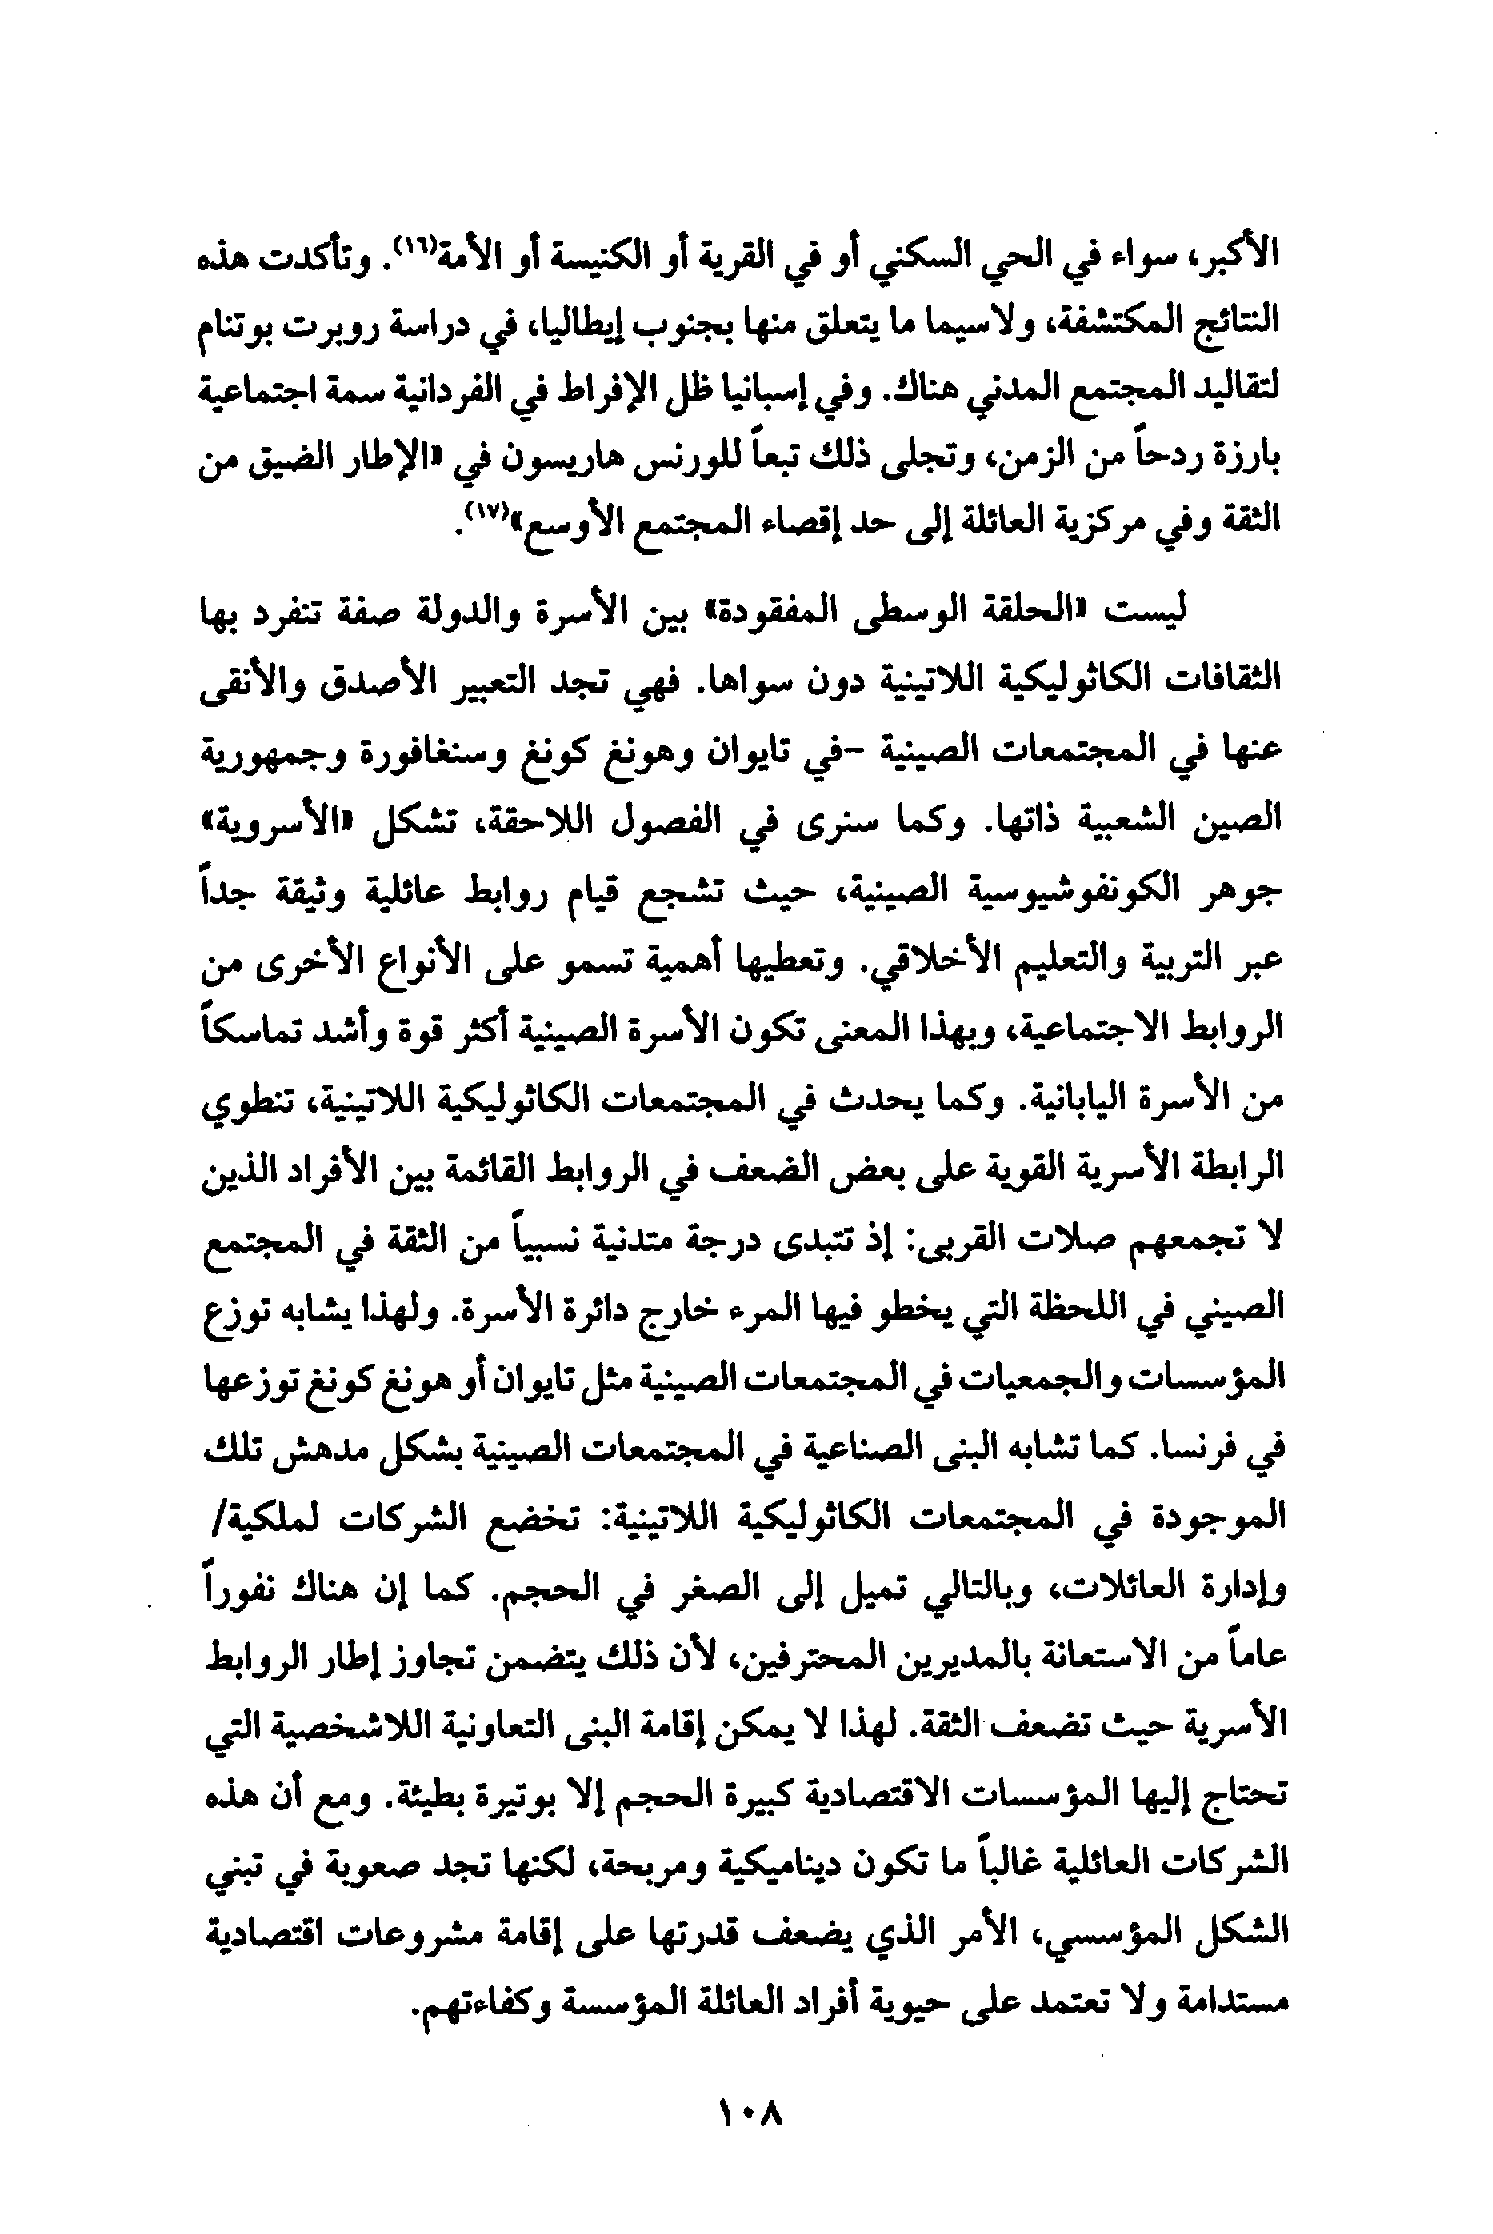 الأكبر، سواء في الحي السكني أو في القرية أو الكنيسة أو الأمة(١٦). وتأكدت هذه
النتائج المكتشفة، ولاسيما ما يتعلق منها بجنوب إيطاليا، في دراسة روبرت بوتنام
لتقاليد المجتمع المدني هناك. وفي إسبانيا ظل الإفراط في الفردانية سمة اجتماعية
بارزة ردحاً من الزمن، وتجلى ذلك تبعاً للورنس هاريسون في «الإطار الضيق من
الثقة وفي مركزية العائلة إلى حد إقصاء المجتمع الأوسع»(١٧).
ليست «الحلقة الوسطى المفقودة» بين الأسرة والدولة صفة تنفرد بها
الثقافات الكاثوليكية اللاتينية دون سواها. فهي تجد التعبير الأصدق والأنقى
عنها في المجتمعات الصينية -في تايوان وهونغ كونغ وسنغافورة وجمهورية
الصين الشعبية ذاتها. وكما سنرى في الفصول اللاحقة، تشكل «الأسروية»
جوهر الكونفوشيوسية الصينية، حيث تشجع قيام روابط عائلية وثيقة جداً
عبر التربية والتعليم الأخلاقي. وتعطيها أهمية تسمو على الأنواع الأخرى من
الروابط الاجتماعية، وبهذا المعنى تكون الأسرة الصينية أكثر قوة وأشد تماسكاً
من الأسرة اليابانية. وكما يحدث في المجتمعات الكاثوليكية اللاتينية، تنطوي
الرابطة الأسرية القوية على بعض الضعف في الروابط القائمة بين الأفراد الذين
لا تجمعهم صلات القربى: إذ تتبدى درجة متدنية نسبياً من الثقة في المجتمع
الصيني في اللحظة التي يخطو فيها المرء خارج دائرة الأسرة. ولهذا يشابه توزع
المؤسسات والجمعيات في المجتمعات الصينية مثل تايوان أو هونغ كونغ توزعها
في فرنسا. كما تشابه البنى الصناعية في المجتمعات الصينية بشكل مدهش تلك
الموجودة في المجتمعات الكاثوليكية اللاتينية: تخضع الشركات لملكية/
وإدارة العائلات، وبالتالي تميل إلى الصغر في الحجم. كما إن هناك نفوراً
عاماً من الاستعانة بالمديرين المحترفين، لأن ذلك يتضمن تجاوز إطار الروابط
الأسرية حيث تضعف الثقة. لهذا لا يمكن إقامة البنى التعاونية اللاشخصية التي
تحتاج إليها المؤسسات الاقتصادية كبيرة الحجم إلا بوتيرة بطيئة. ومع أن هذه
الشركات العائلية غالباً ما تكون ديناميكية ومربحة، لكنها تجد صعوبة في تبني
الشكل المؤسسي، الأمر الذي يضعف قدرتها على إقامة مشروعات اقتصادية
مستدامة ولا تعتمد على حيوية أفراد العائلة المؤسسة وكفاءتهم.
١٠٨